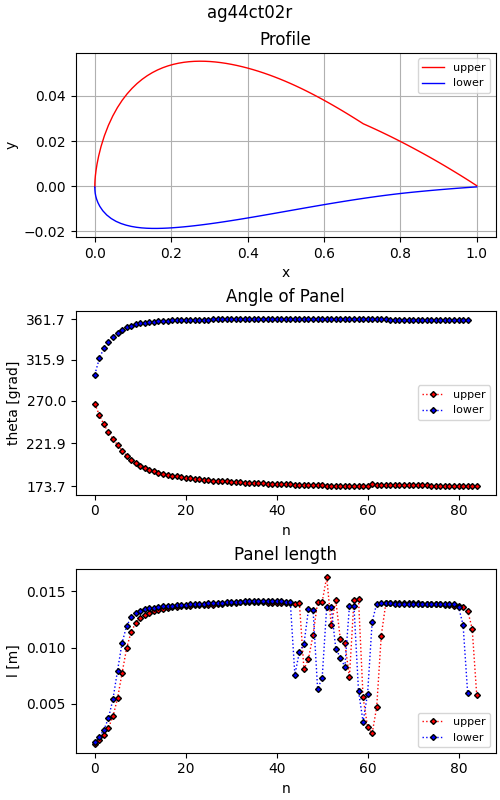 ag44ct02r
Profile
0.04
0.02
0.00
−0.02
y
0.0 0.2 0.4 0.6 0.8 1.0
x
upper
lower
Angle of Panel
361.7
315.9
270.0
221.9
173.7
theta [grad]
0 20 40 60 80
n
upper
lower
Panel length
0.015
0.010
0.005
l [m]
0 20 40 60 80
n
upper
lower